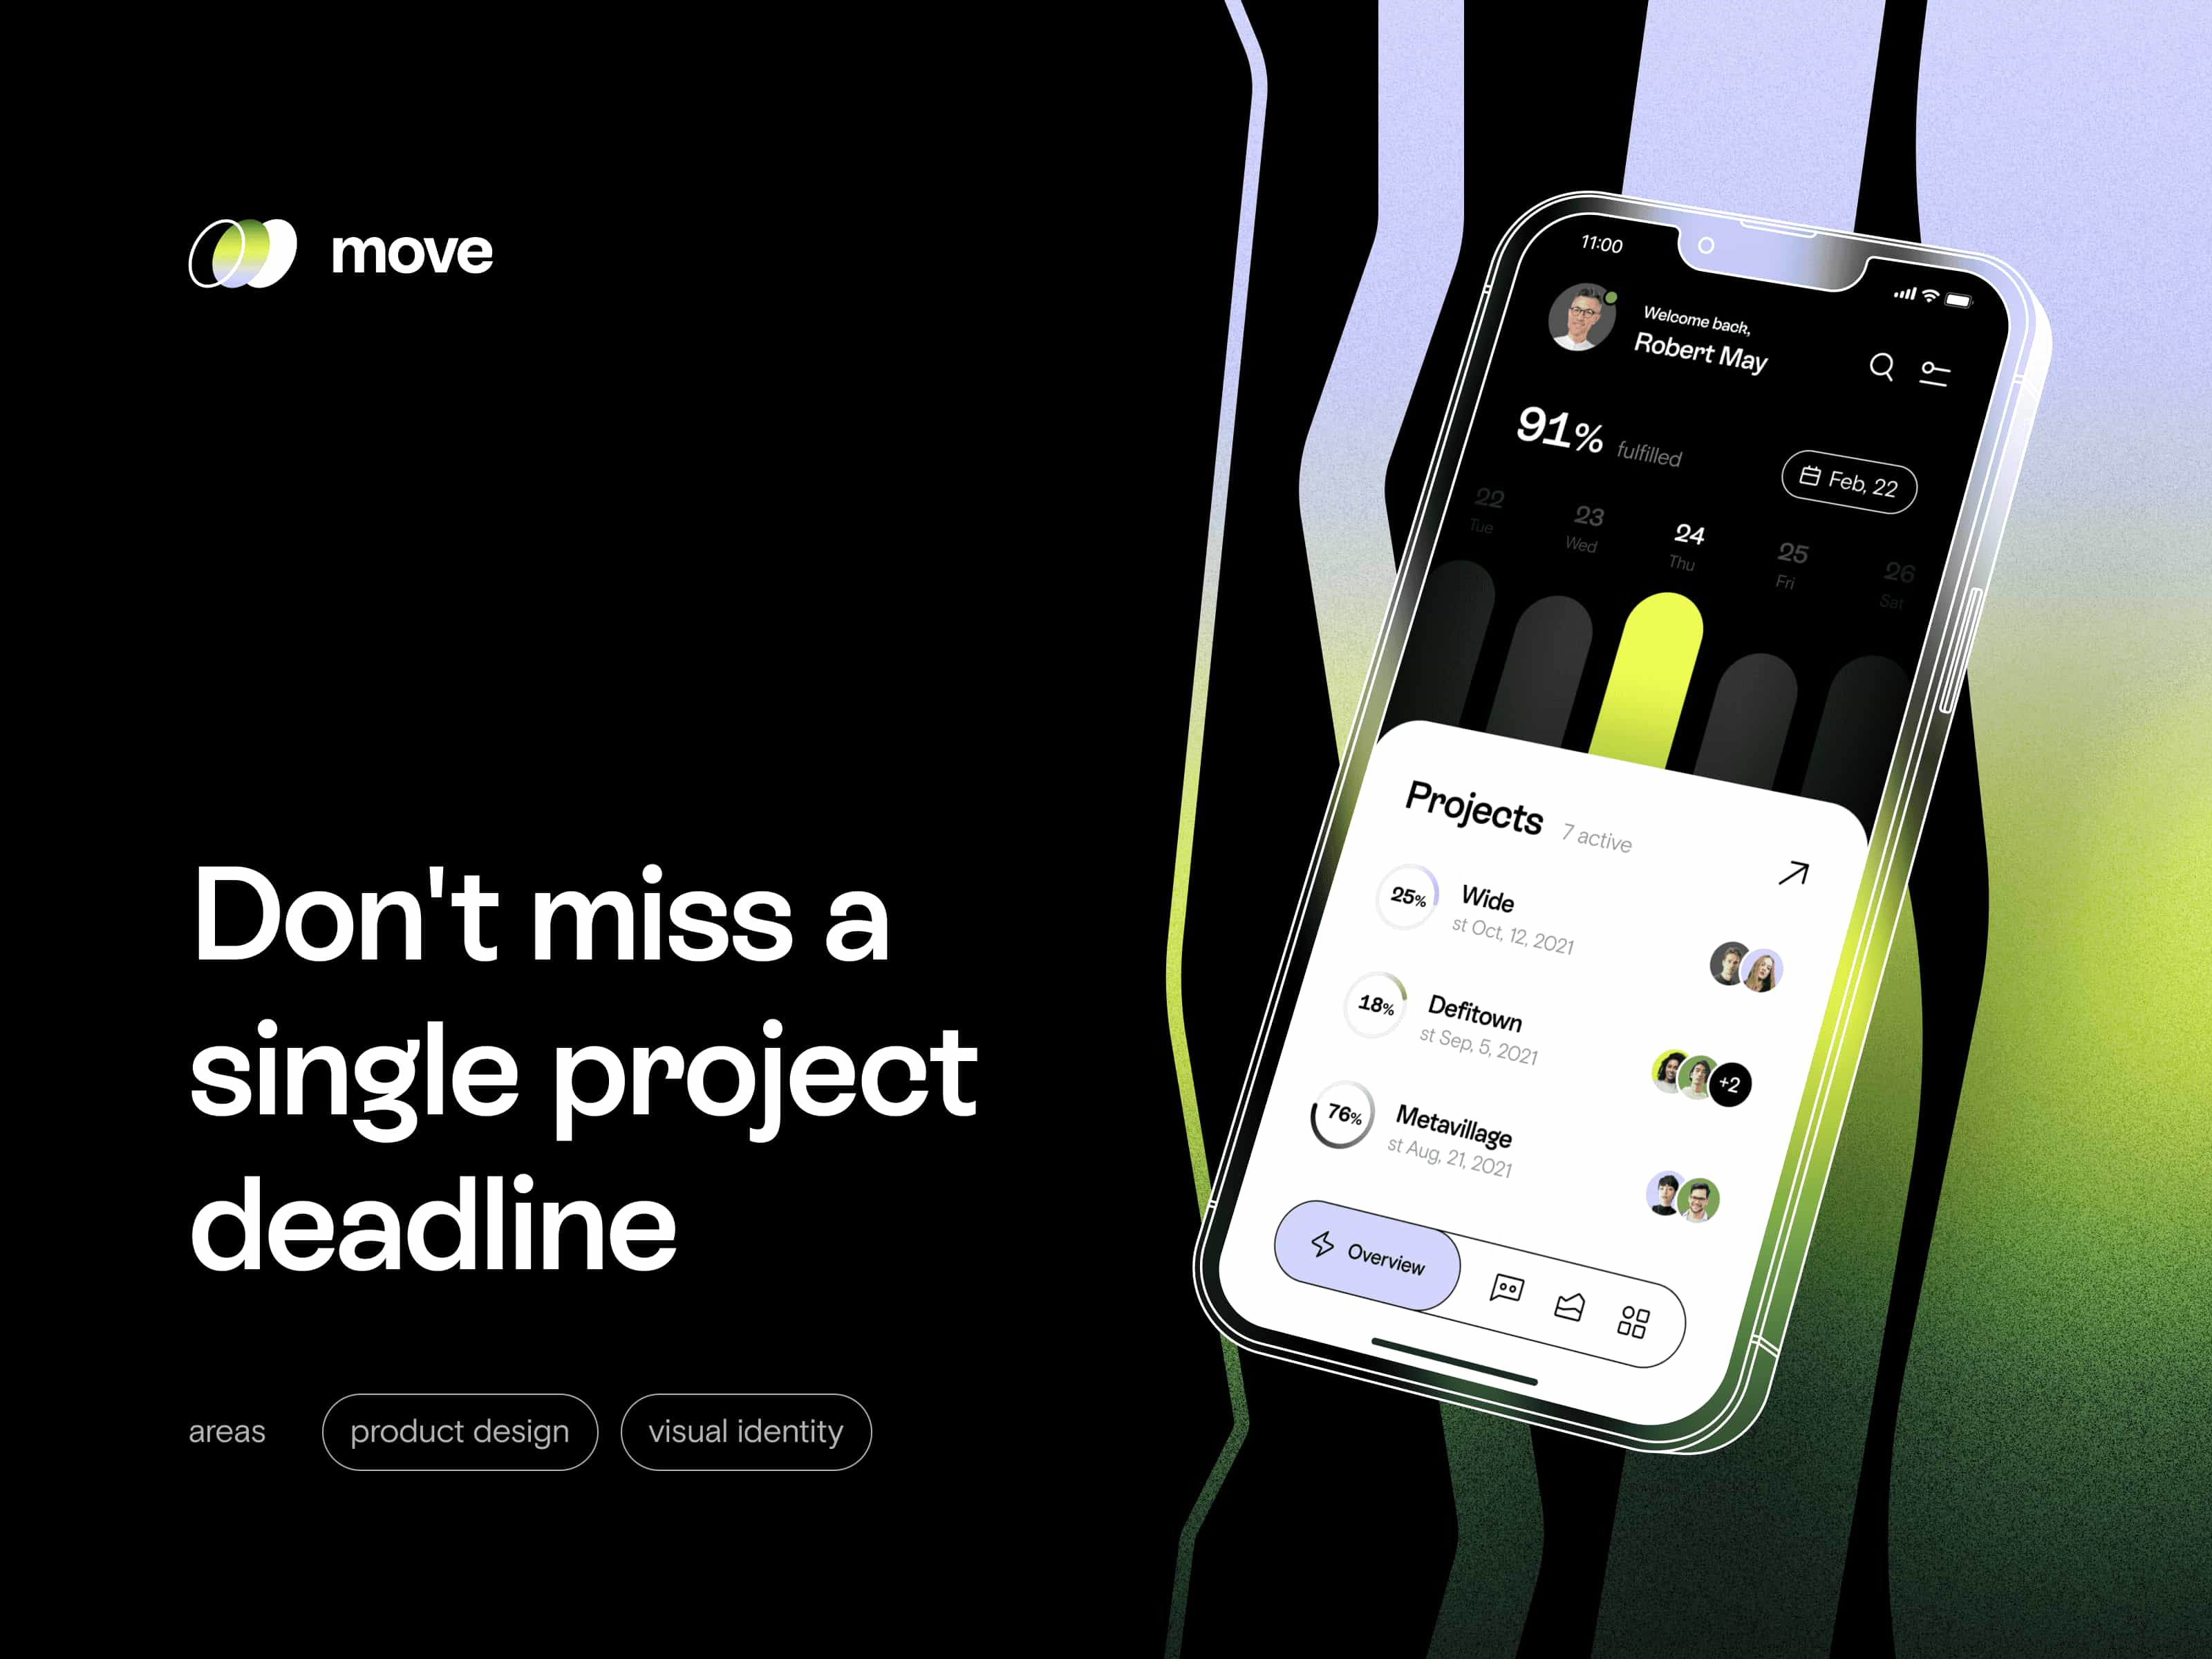 move
Don't miss a
single project
deadline
areas
product design
visual identity
11:00
Welcome back,
Robert May
91% fulfilled
Feb, 22
22 23 24 25 26
Tue Wed Thu Fri Sat
Projects 7 active
25% Wide
st Oct, 12, 2021
18% Defitown
st Sep, 5, 2021
+2
76% Metavillage
st Aug, 21, 2021
Overview